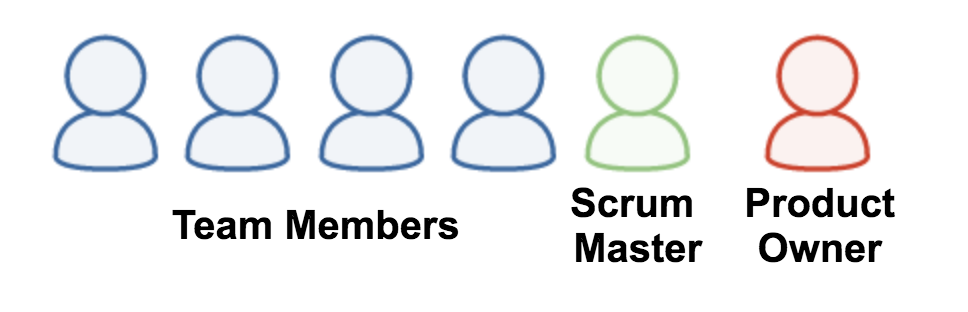 Team Members
Scrum
Master
Product
Owner